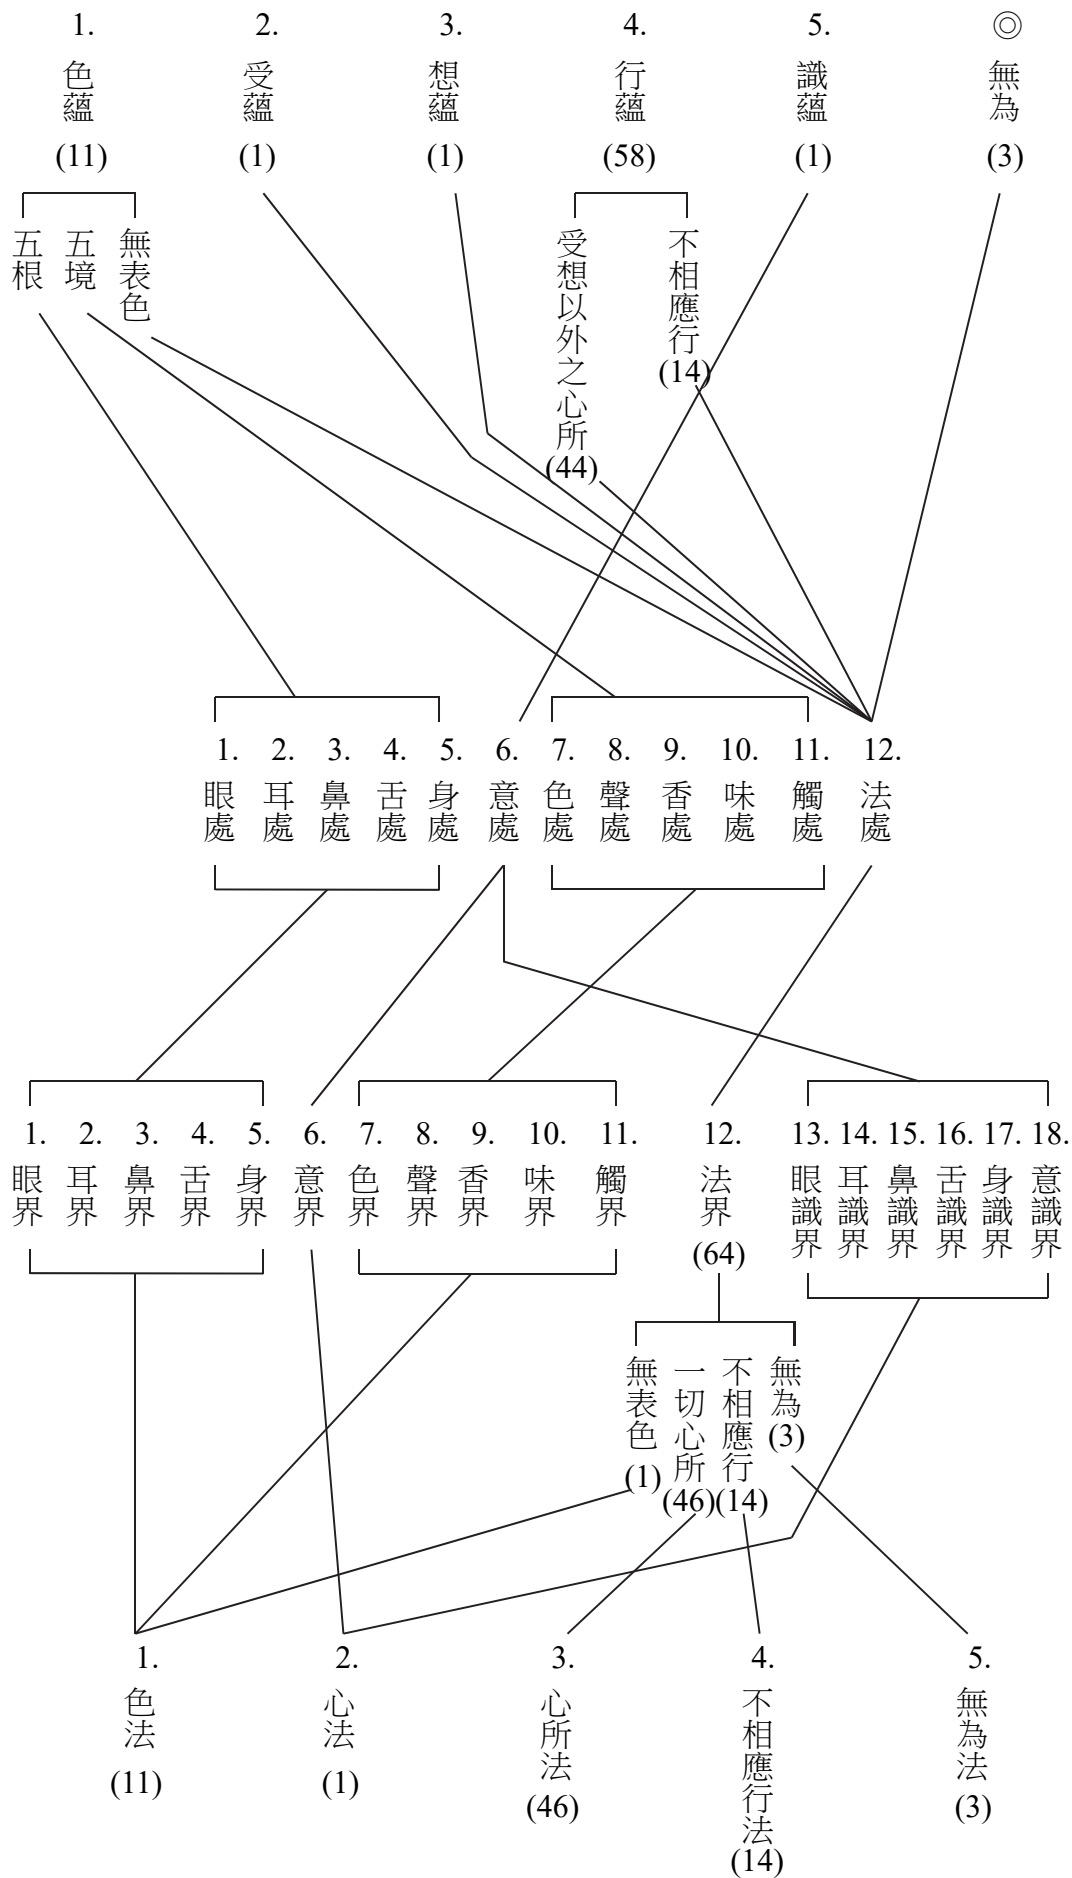 1. 色蘊 (11)
2. 受蘊 (1)
3. 想蘊 (1)
4. 行蘊 (58)
5. 識蘊 (1)
◎ 無為 (3)
五根
五境
無表色
受想以外之心所 (44)
不相應行 (14)
1. 眼處
2. 耳處
3. 鼻處
4. 舌處
5. 身處
6. 意處
7. 色處
8. 聲處
9. 香處
10. 味處
11. 觸處
12. 法處
1. 眼界
2. 耳界
3. 鼻界
4. 舌界
5. 身界
6. 意界
7. 色界
8. 聲界
9. 香界
10. 味界
11. 觸界
12. 法界 (64)
13. 眼識界
14. 耳識界
15. 鼻識界
16. 舌識界
17. 身識界
18. 意識界
無表色 (1)
一切心所 (46)
不相應行 (14)
無為 (3)
1. 色法 (11)
2. 心法 (1)
3. 心所法 (46)
4. 不相應行法 (14)
5. 無為法 (3)